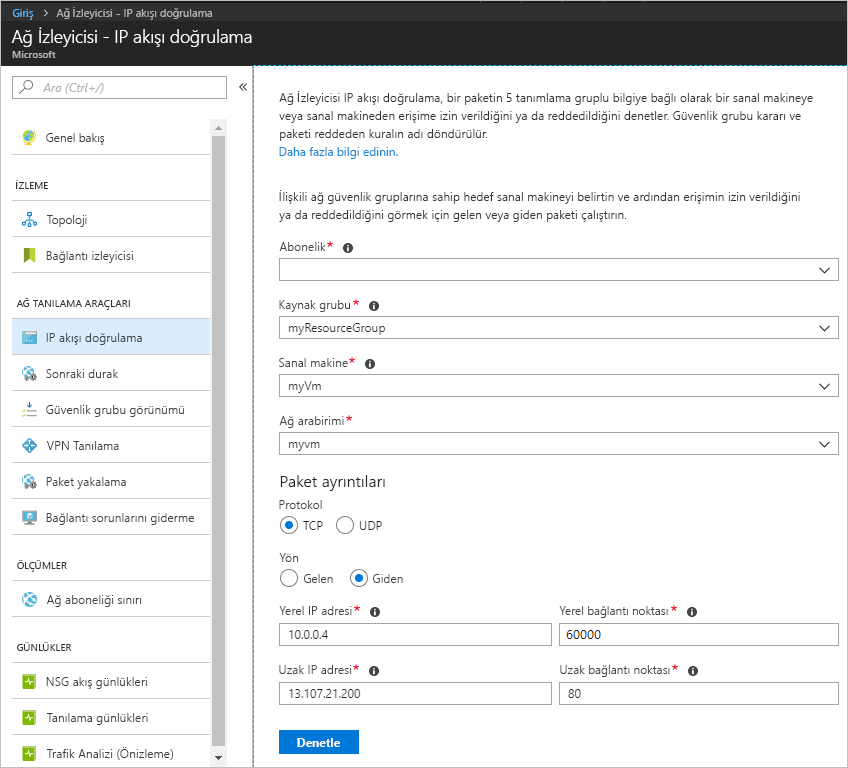 Giriş > Ağ İzleyicisi - IP akışı doğrulama
Ağ İzleyicisi - IP akışı doğrulama
Microsoft
Ara (Ctrl+/)
«
Genel bakış
İZLEME
Topoloji
Bağlantı izleyicisi
AĞ TANILAMA ARAÇLARI
IP akışı doğrulama
Sonraki durak
Güvenlik grubu görünümü
VPN Tanılama
Paket yakalama
Bağlantı sorunlarını giderme
ÖLÇÜMLER
Ağ aboneliği sınırı
GÜNLÜKLER
NSG akış günlükleri
Tanılama günlükleri
Trafik Analizi (Önizleme)
Ağ İzleyicisi IP akışı doğrulama, bir paketin 5 tanımlama gruplu bilgiye bağlı olarak bir sanal makineye
veya sanal makineden erişime izin verildiğini ya da reddedildiğini denetler. Güvenlik grubu kararı ve
paketi reddeden kuralın adı döndürülür.
Daha fazla bilgi edinin.
İlişkili ağ güvenlik gruplarına sahip hedef sanal makineyi belirtin ve ardından erişimin izin verildiğini
ya da reddedildiğini görmek için gelen veya giden paketi çalıştırın.
Abonelik*
Kaynak grubu*
myResourceGroup
Sanal makine*
myVm
Ağ arabirimi*
myvm
Paket ayrıntıları
Protokol
TCP UDP
Yön
Gelen Giden
Yerel IP adresi* Yerel bağlantı noktası*
10.0.0.4 60000
Uzak IP adresi* Uzak bağlantı noktası*
13.107.21.200 80
Denetle